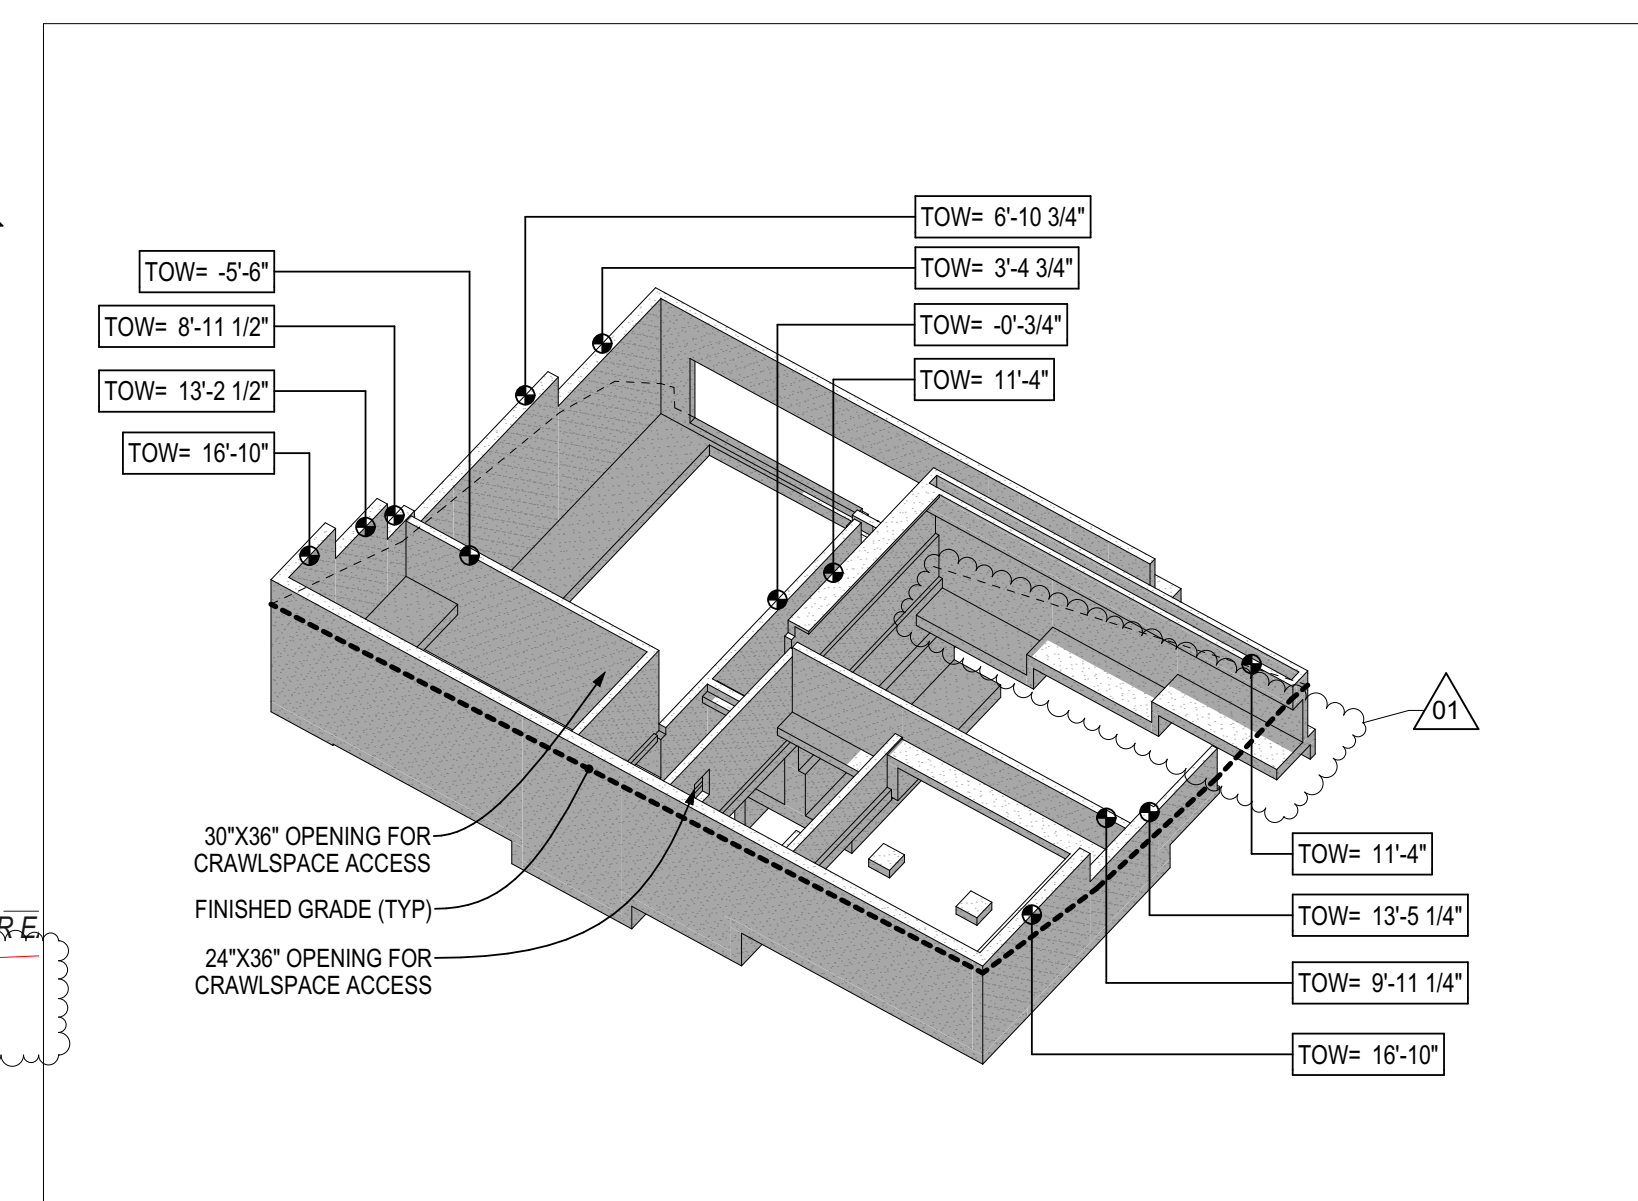 TOW= 6'-10 3/4"
TOW= 3'-4 3/4"
TOW= -0'-3/4"
TOW= 11'-4"
TOW= -5'-6"
TOW= 8'-11 1/2"
TOW= 13'-2 1/2"
TOW= 16'-10"
01
30"X36" OPENING FOR
CRAWLSPACE ACCESS
FINISHED GRADE (TYP)
24"X36" OPENING FOR
CRAWLSPACE ACCESS
TOW= 11'-4"
TOW= 13'-5 1/4"
TOW= 9'-11 1/4"
TOW= 16'-10"
RE